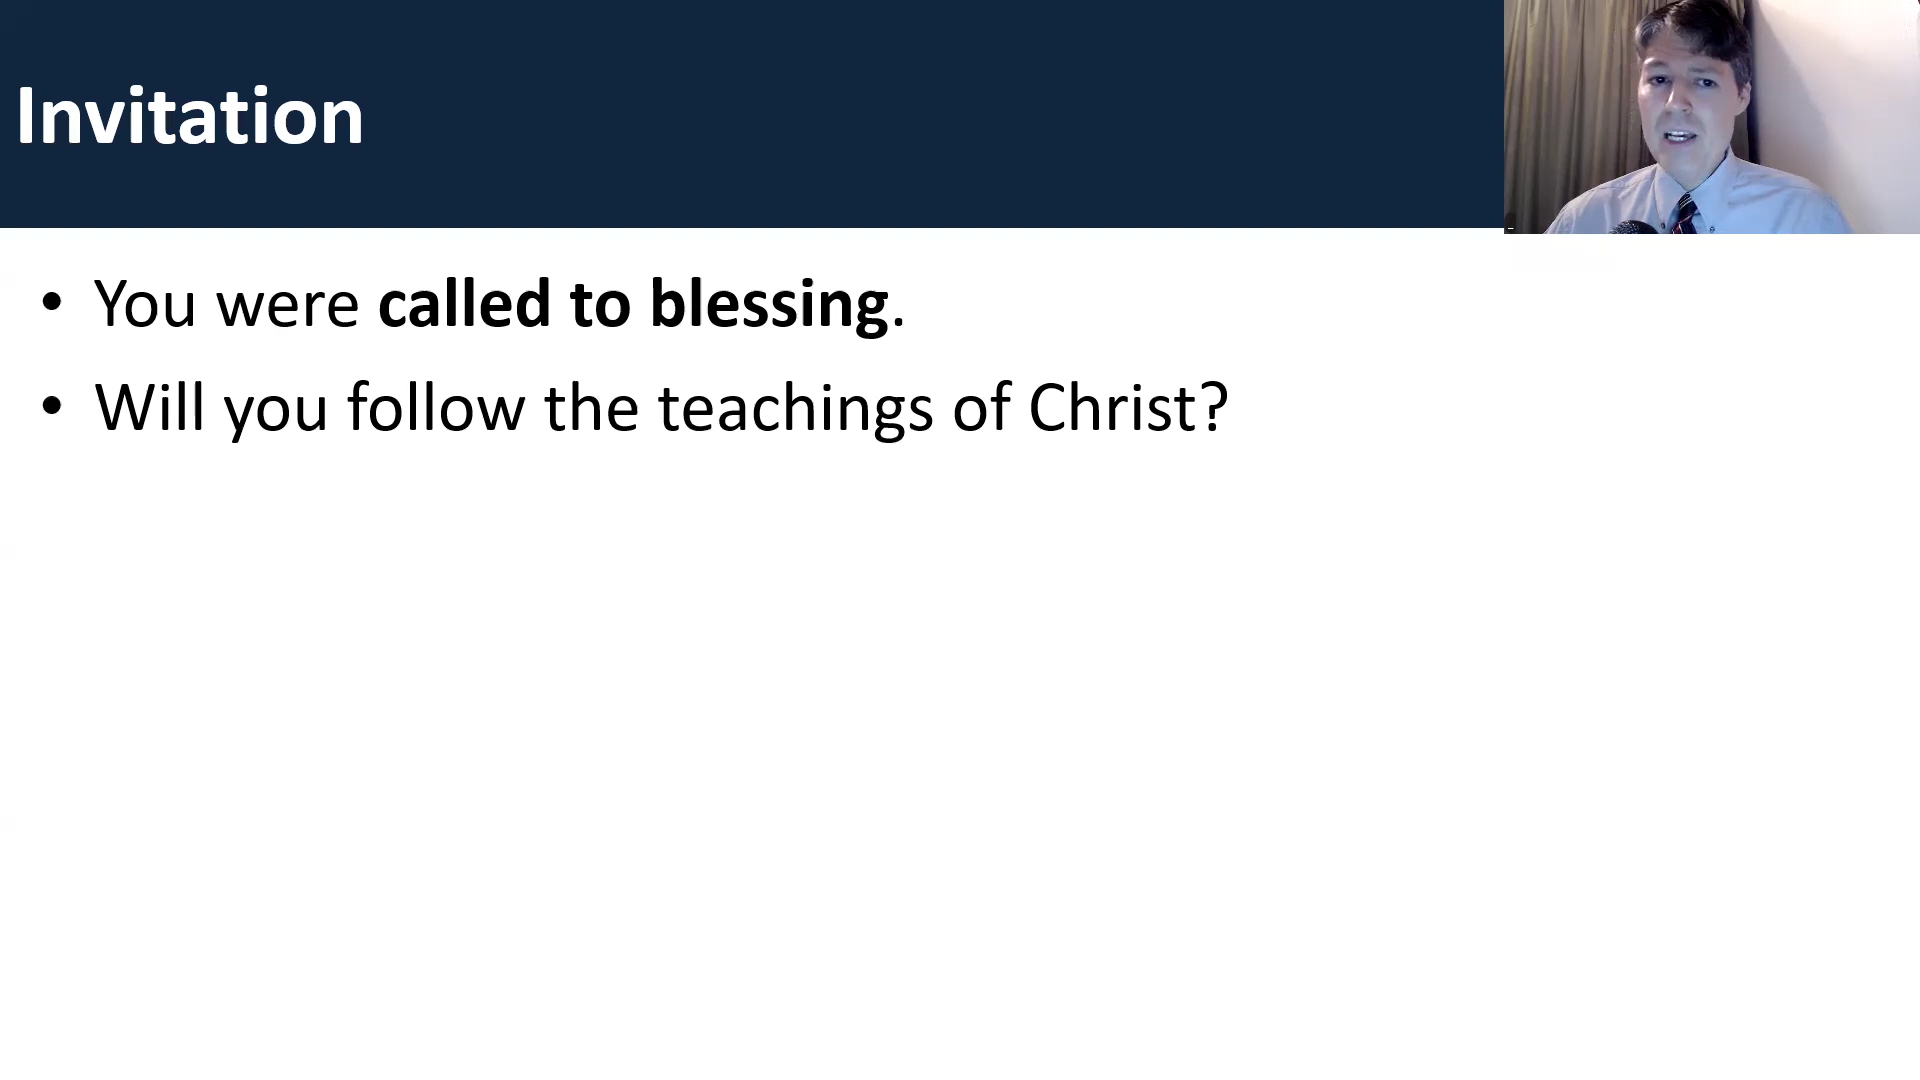 Invitation
• You were called to blessing.
• Will you follow the teachings of Christ?